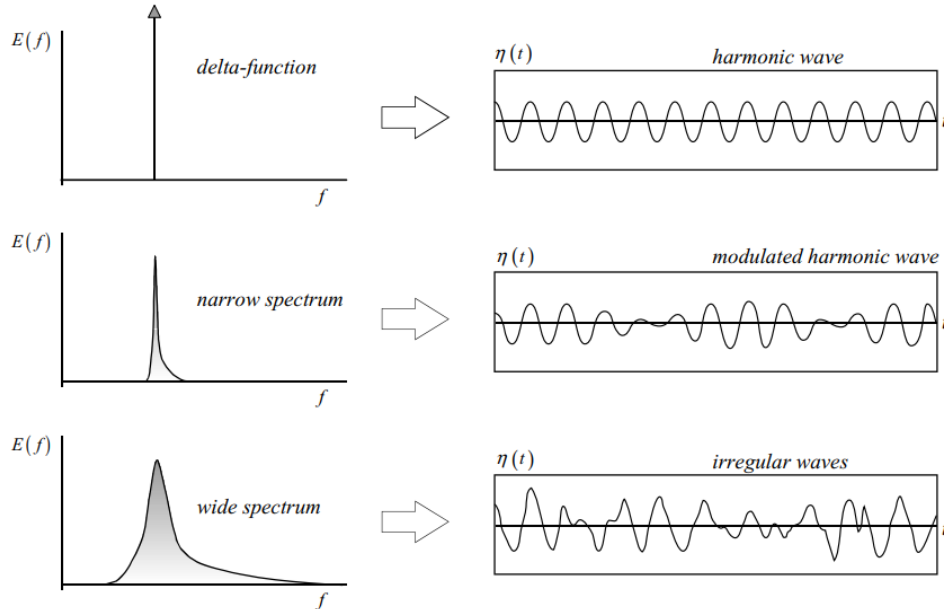 E(f)
delta-function
f
η(t)
harmonic wave
t
E(f)
narrow spectrum
f
η(t)
modulated harmonic wave
t
E(f)
wide spectrum
f
η(t)
irregular waves
t